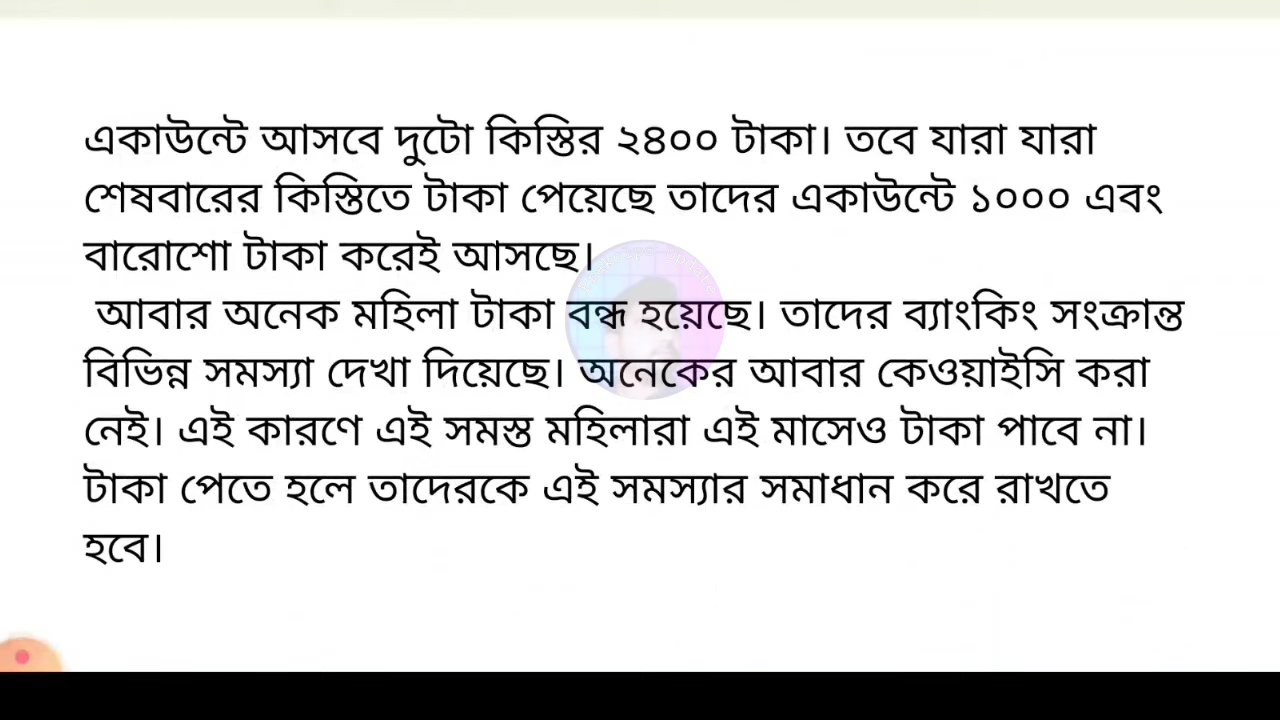 একাউন্টে আসবে দুটো কিস্তির ২৪০০ টাকা। তবে যারা যারা
শেষবারের কিস্তিতে টাকা পেয়েছে তাদের একাউন্টে ১০০০ এবং
বারোশো টাকা করেই আসছে।
আবার অনেক মহিলা টাকা বন্ধ হয়েছে। তাদের ব্যাংকিং সংক্রান্ত
বিভিন্ন সমস্যা দেখা দিয়েছে। অনেকের আবার কেওয়াইসি করা
নেই। এই কারণে এই সমস্ত মহিলারা এই মাসেও টাকা পাবে না।
টাকা পেতে হলে তাদেরকে এই সমস্যার সমাধান করে রাখতে
হবে।